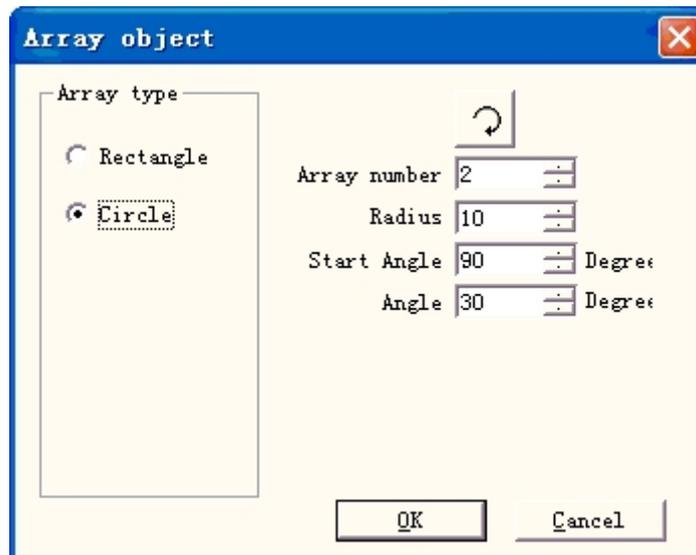 Array object
Array type
Rectangle
Circle
Array number 2
Radius 10
Start Angle 90 Degree
Angle 30 Degree
OK Cancel